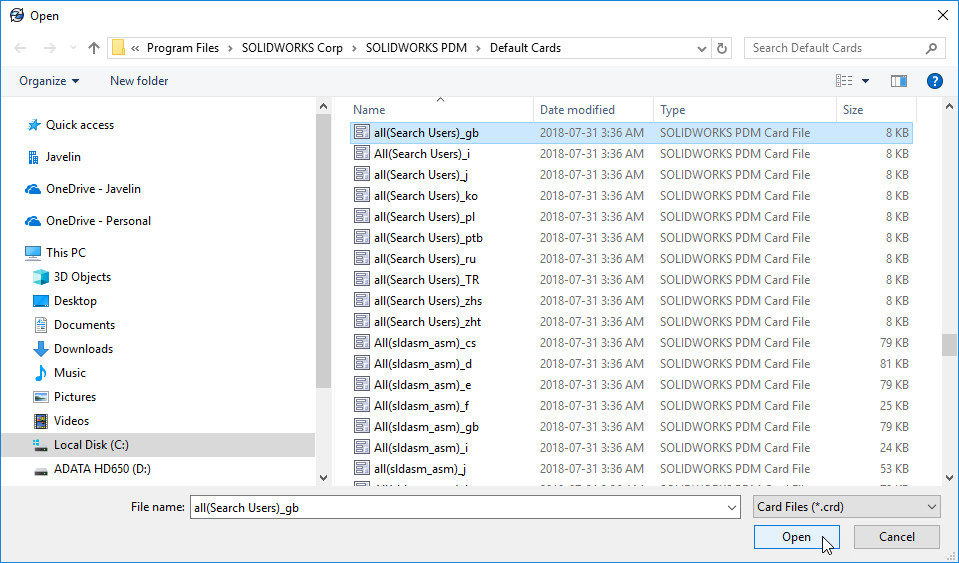 Open
« Program Files > SOLIDWORKS Corp > SOLIDWORKS PDM > Default Cards
Search Default Cards
Organize
New folder
Quick access
Javelin
OneDrive - Javelin
OneDrive - Personal
This PC
3D Objects
Desktop
Documents
Downloads
Music
Pictures
Videos
Local Disk (C:)
ADATA HD650 (D:)
Name Date modified Type Size
all(Search Users)_gb 2018-07-31 3:36 AM SOLIDWORKS PDM Card File 8 KB
All(Search Users)_i 2018-07-31 3:36 AM SOLIDWORKS PDM Card File 8 KB
all(Search Users)_j 2018-07-31 3:36 AM SOLIDWORKS PDM Card File 8 KB
all(Search Users)_ko 2018-07-31 3:36 AM SOLIDWORKS PDM Card File 8 KB
all(Search Users)_pl 2018-07-31 3:36 AM SOLIDWORKS PDM Card File 8 KB
all(Search Users)_ptb 2018-07-31 3:36 AM SOLIDWORKS PDM Card File 8 KB
all(Search Users)_ru 2018-07-31 3:36 AM SOLIDWORKS PDM Card File 8 KB
all(Search Users)_TR 2018-07-31 3:36 AM SOLIDWORKS PDM Card File 8 KB
all(Search Users)_zhs 2018-07-31 3:36 AM SOLIDWORKS PDM Card File 8 KB
all(Search Users)_zht 2018-07-31 3:36 AM SOLIDWORKS PDM Card File 8 KB
All(sldasm_asm)_cs 2018-07-31 3:36 AM SOLIDWORKS PDM Card File 79 KB
All(sldasm_asm)_d 2018-07-31 3:36 AM SOLIDWORKS PDM Card File 81 KB
All(sldasm_asm)_e 2018-07-31 3:36 AM SOLIDWORKS PDM Card File 79 KB
All(sldasm_asm)_f 2018-07-31 3:36 AM SOLIDWORKS PDM Card File 25 KB
All(sldasm_asm)_gb 2018-07-31 3:36 AM SOLIDWORKS PDM Card File 79 KB
All(sldasm_asm)_i 2018-07-31 3:36 AM SOLIDWORKS PDM Card File 24 KB
all(sldasm_asm)_j 2018-07-31 3:36 AM SOLIDWORKS PDM Card File 53 KB
File name: all(Search Users)_gb
Card Files (*.crd)
Open
Cancel